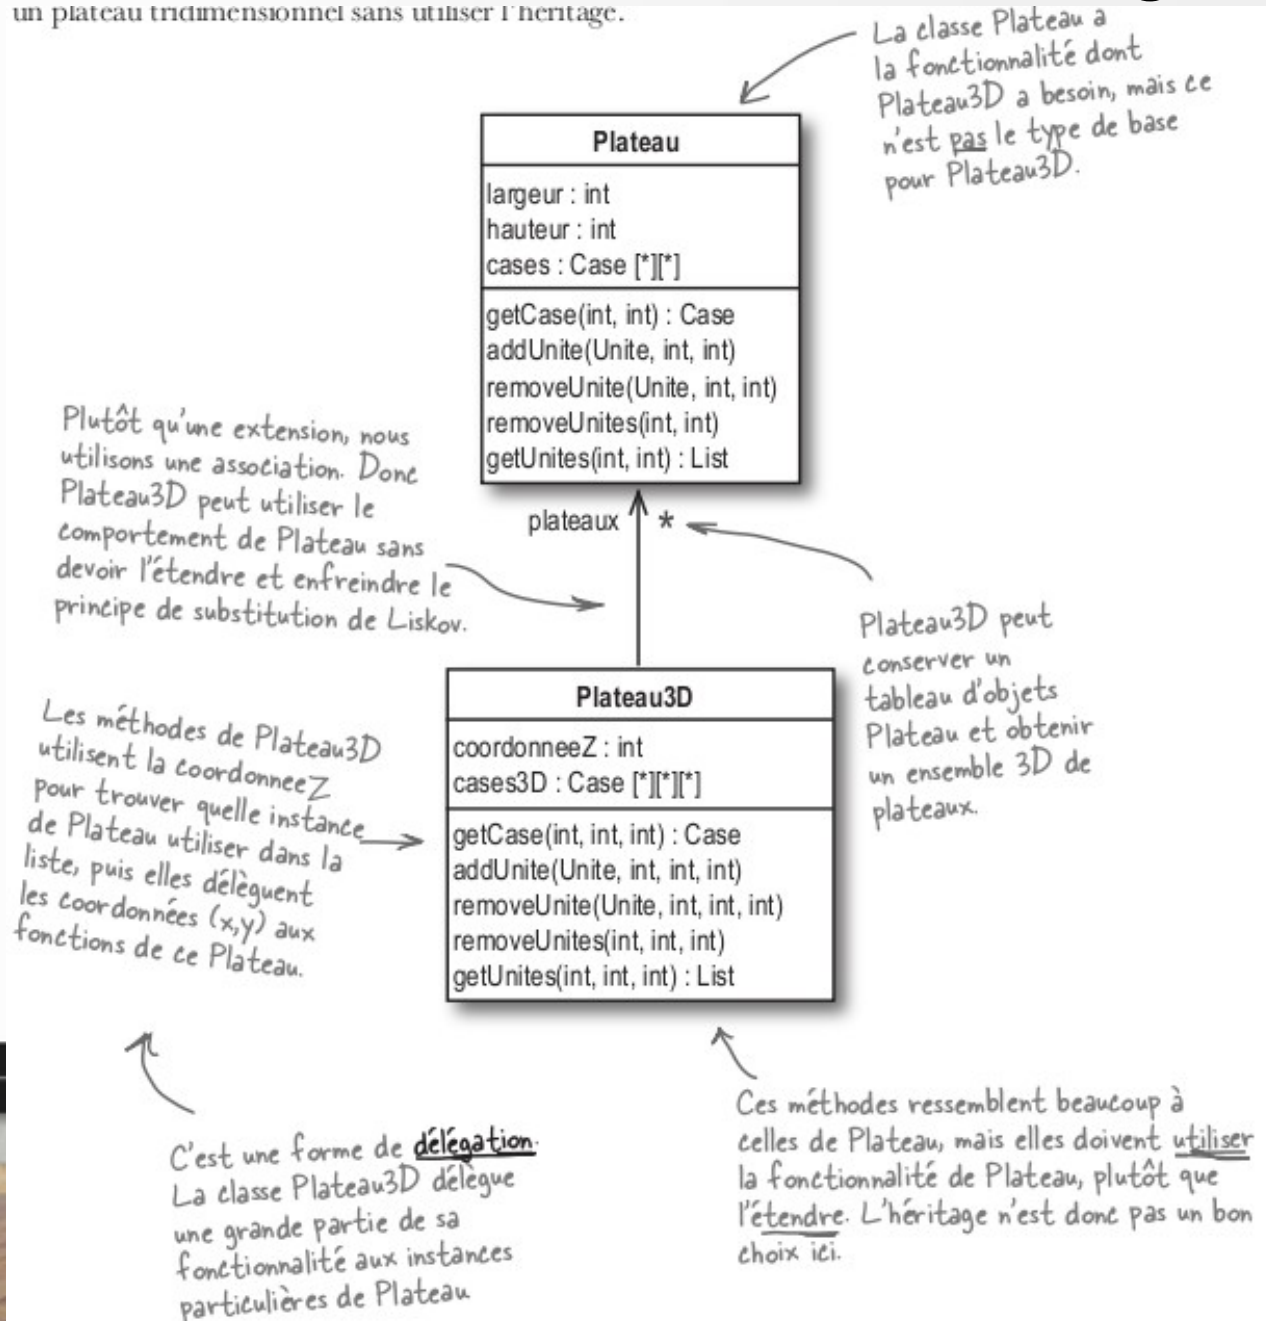 un plateau tridimensionnel sans utiliser l'héritage.
La classe Plateau a
la fonctionnalité dont
Plateau3D a besoin, mais ce
n'est pas le type de base
pour Plateau3D.
Plateau
largeur : int
hauteur : int
cases : Case [*][*]
getCase(int, int) : Case
addUnite(Unite, int, int)
removeUnite(Unite, int, int)
removeUnites(int, int)
getUnites(int, int) : List
Plutôt qu'une extension, nous
utilisons une association. Donc
Plateau3D peut utiliser le
comportement de Plateau sans
devoir l'étendre et enfreindre le
principe de substitution de Liskov.
plateaux *
Plateau3D peut
conserver un
tableau d'objets
Plateau et obtenir
un ensemble 3D de
plateaux.
Plateau3D
coordonneeZ : int
cases3D : Case [*][*][*]
getCase(int, int, int) : Case
addUnite(Unite, int, int, int)
removeUnite(Unite, int, int, int)
removeUnites(int, int, int)
getUnites(int, int, int) : List
Les méthodes de Plateau3D
utilisent la coordonneeZ
pour trouver quelle instance
de Plateau utiliser dans la
liste, puis elles délèguent
les coordonnées (x,y) aux
fonctions de ce Plateau.
C'est une forme de délégation.
La classe Plateau3D délègue
une grande partie de sa
fonctionnalité aux instances
particulières de Plateau
Ces méthodes ressemblent beaucoup à
celles de Plateau, mais elles doivent utiliser
la fonctionnalité de Plateau, plutôt que
l'étendre. L'héritage n'est donc pas un bon
choix ici.